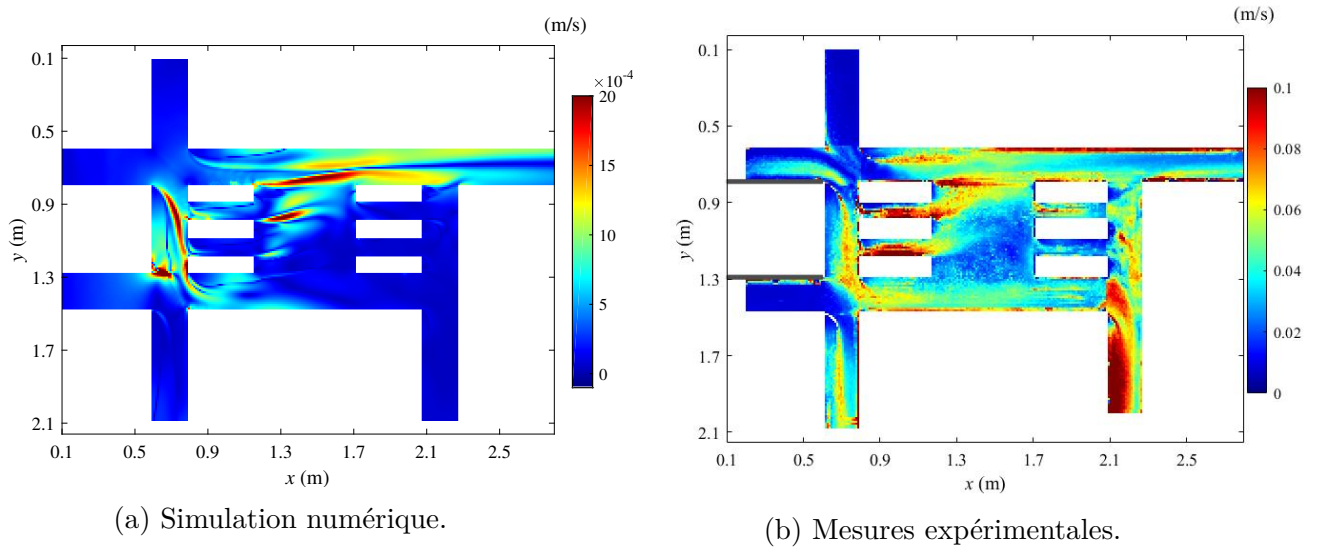 (m/s)
×10⁻⁴
20
15
10
5
0
0.1
0.5
0.9
1.3
1.7
2.1
y (m)
0.1 0.5 0.9 1.3 1.7 2.1 2.5
x (m)
(a) Simulation numérique.
(m/s)
0.1
0.08
0.06
0.04
0.02
0
0.1
0.5
0.9
1.3
1.7
2.1
y (m)
0.1 0.5 0.9 1.3 1.7 2.1 2.5
x (m)
(b) Mesures expérimentales.